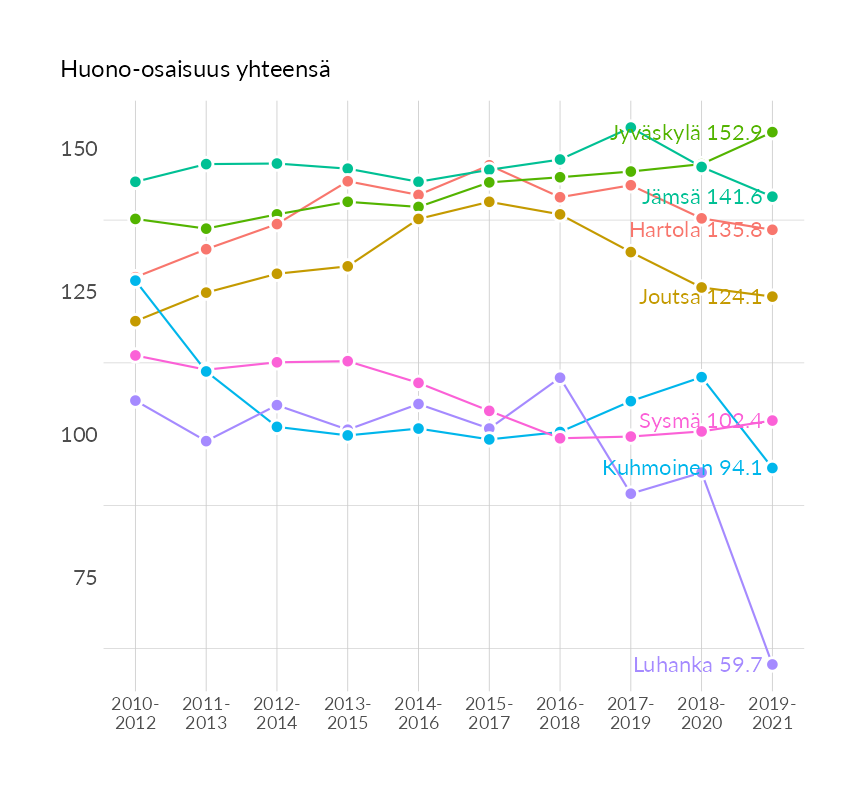 Huono-osaisuus yhteensä
150
125
100
75
Jyväskylä 152.9
Jämsä 141.6
Hartola 135.8
Joutsa 124.1
Sysmä 102.4
Kuhmoinen 94.1
Luhanka 59.7
2010- 2011- 2012- 2013- 2014- 2015- 2016- 2017- 2018- 2019-
2012 2013 2014 2015 2016 2017 2018 2019 2020 2021